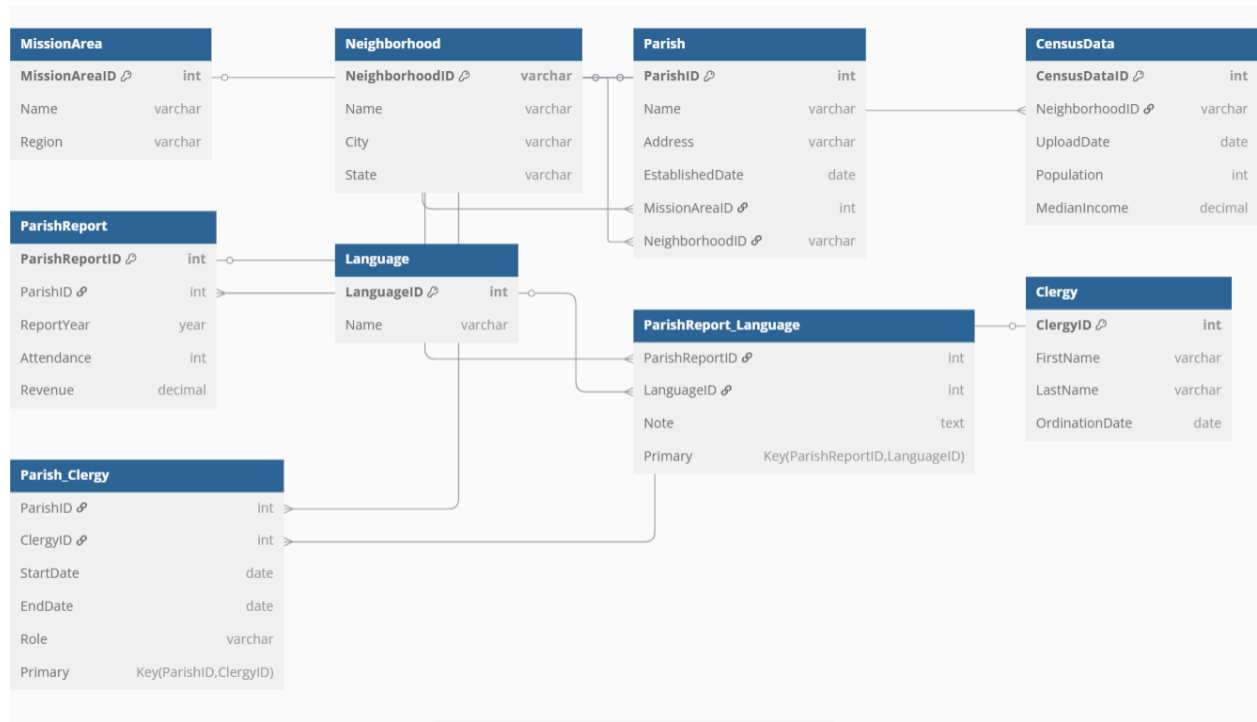 MissionArea
MissionAreaID int
Name varchar
Region varchar
Neighborhood
NeighborhoodID varchar
Name varchar
City varchar
State varchar
Parish
ParishID int
Name varchar
Address varchar
EstablishedDate date
MissionAreaID int
NeighborhoodID varchar
CensusData
CensusDataID int
NeighborhoodID varchar
UploadDate date
Population int
MedianIncome decimal
ParishReport
ParishReportID int
ParishID int
ReportYear year
Attendance int
Revenue decimal
Language
LanguageID int
Name varchar
ParishReport_Language
ParishReportID int
LanguageID int
Note text
Primary Key(ParishReportID,LanguageID)
Clergy
ClergyID int
FirstName varchar
LastName varchar
OrdinationDate date
Parish_Clergy
ParishID int
ClergyID int
StartDate date
EndDate date
Role varchar
Primary Key(ParishID,ClergyID)